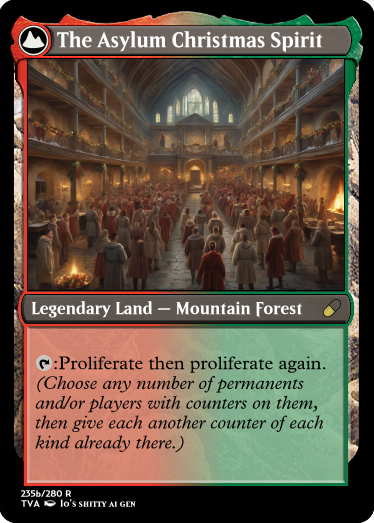 The Asylum Christmas Spirit
Legendary Land — Mountain Forest
:Proliferate then proliferate again.
(Choose any number of permanents
and/or players with counters on them,
then give each another counter of each
kind already there.)
235b/280 R
TVA Io's SHITTY AI GEN